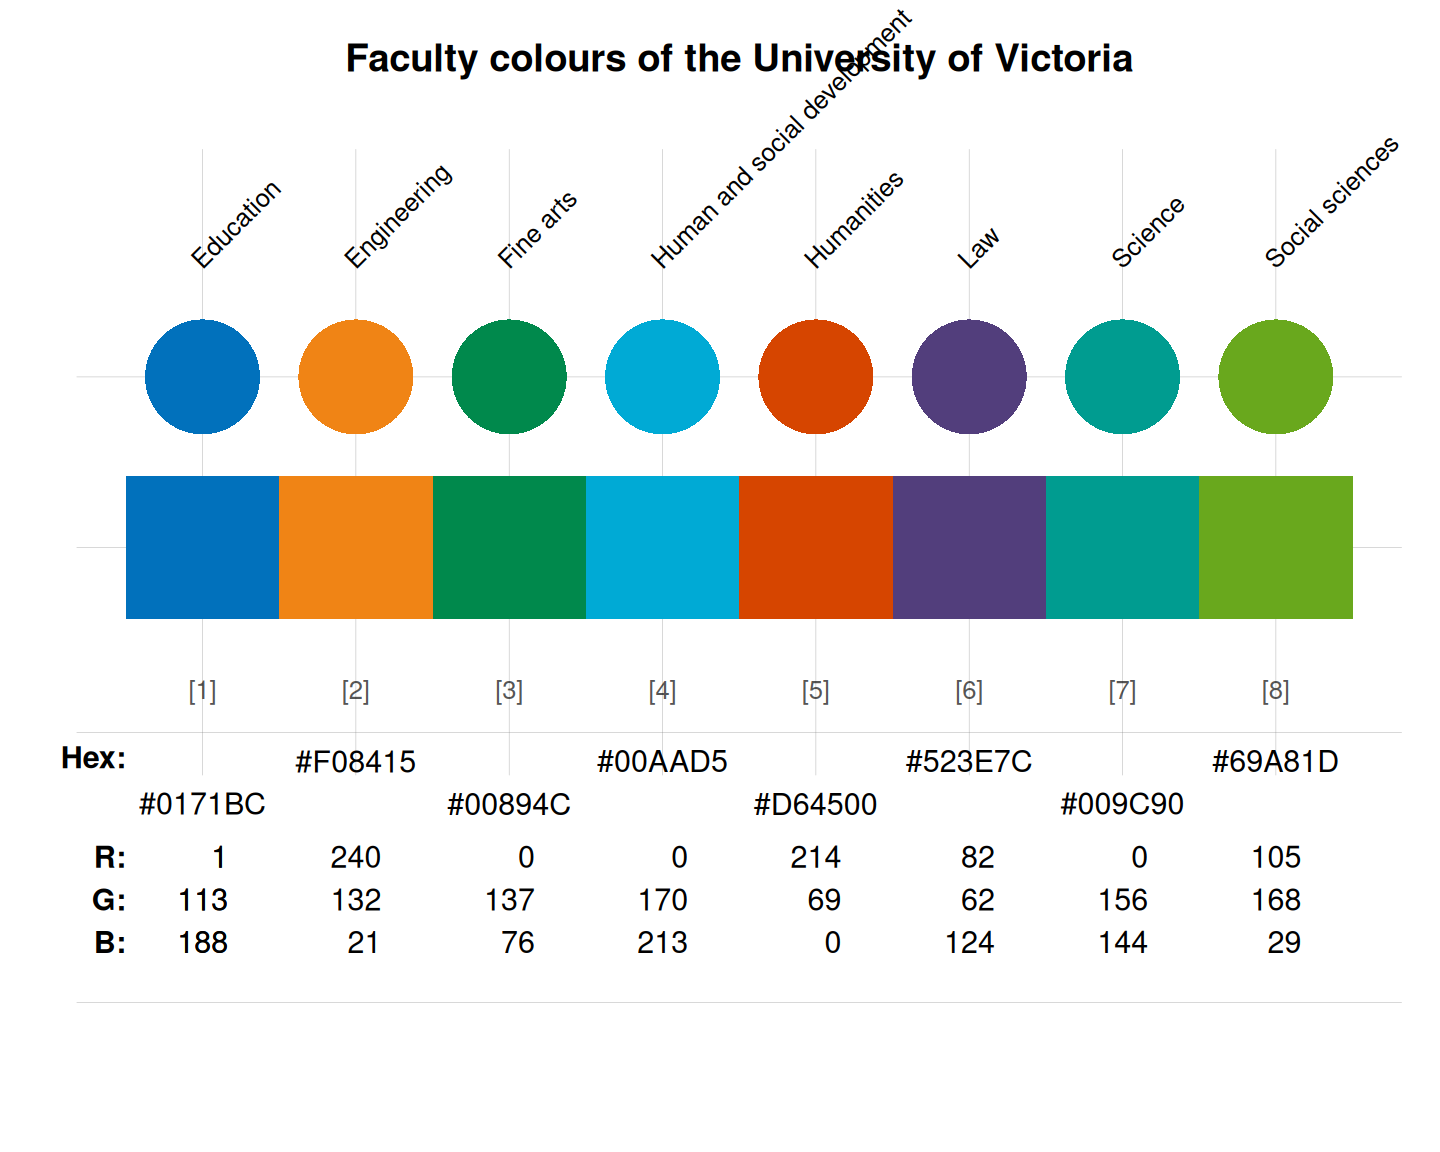 Faculty colours of the University of Victoria
Education
Engineering
Fine arts
Human and social development
Humanities
Law
Science
Social sciences
[1] [2] [3] [4] [5] [6] [7] [8]
Hex: #F08415 #00AAD5 #523E7C #69A81D
#0171BC #00894C #D64500 #009C90
R: 1 240 0 0 214 82 0 105
G: 113 132 137 170 69 62 156 168
B: 188 21 76 213 0 124 144 29